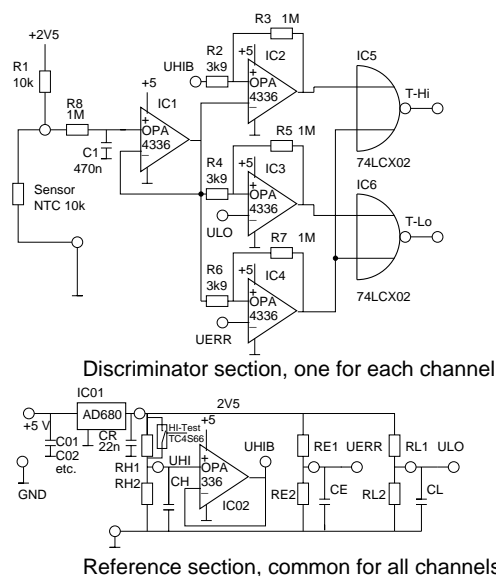 +2V5
R1
10k
R8
1M
C1
470n
Sensor
NTC 10k
+5
IC1
+
OPA
4336
–
UHIB
R2
3k9
R3 1M
+5
IC2
+
OPA
4336
–
R4
3k9
ULO
R5 1M
+5
IC3
+
OPA
4336
–
R6
3k9
UERR
R7 1M
IC4
+
OPA
4336
–
IC5
T-Hi
74LCX02
IC6
T-Lo
74LCX02
Discriminator section, one for each channel
IC01
AD680
+5 V
C01
C02
etc.
GND
CR
22n
HI-Test
TC4S66
2V5
RH1
RH2
UHI
CH
+5
+
OPA
336
–
IC02
UHIB
RE1
RE2
UERR
CE
RL1
RL2
ULO
CL
Reference section, common for all channels